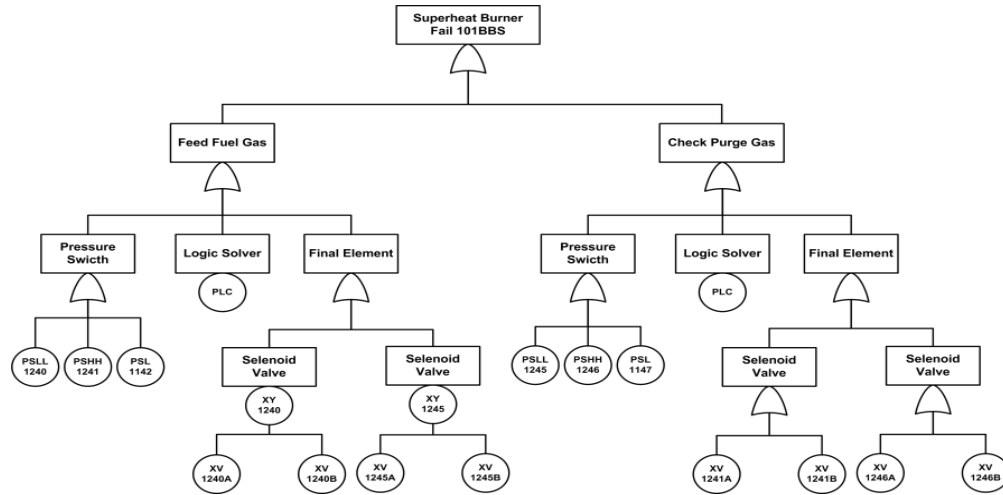 Superheat Burner
Fail 101BBS
Feed Fuel Gas
Check Purge Gas
Pressure
Swicth
Logic Solver
Final Element
Pressure
Swicth
Logic Solver
Final Element
PLC
PLC
PSLL
1240
PSHH
1241
PSL
1142
Selenoid
Valve
Selenoid
Valve
PSLL
1245
PSHH
1246
PSL
1147
Selenoid
Valve
Selenoid
Valve
XY
1240
XY
1245
XV
1240A
XV
1240B
XV
1245A
XV
1245B
XV
1241A
XV
1241B
XV
1246A
XV
1246B